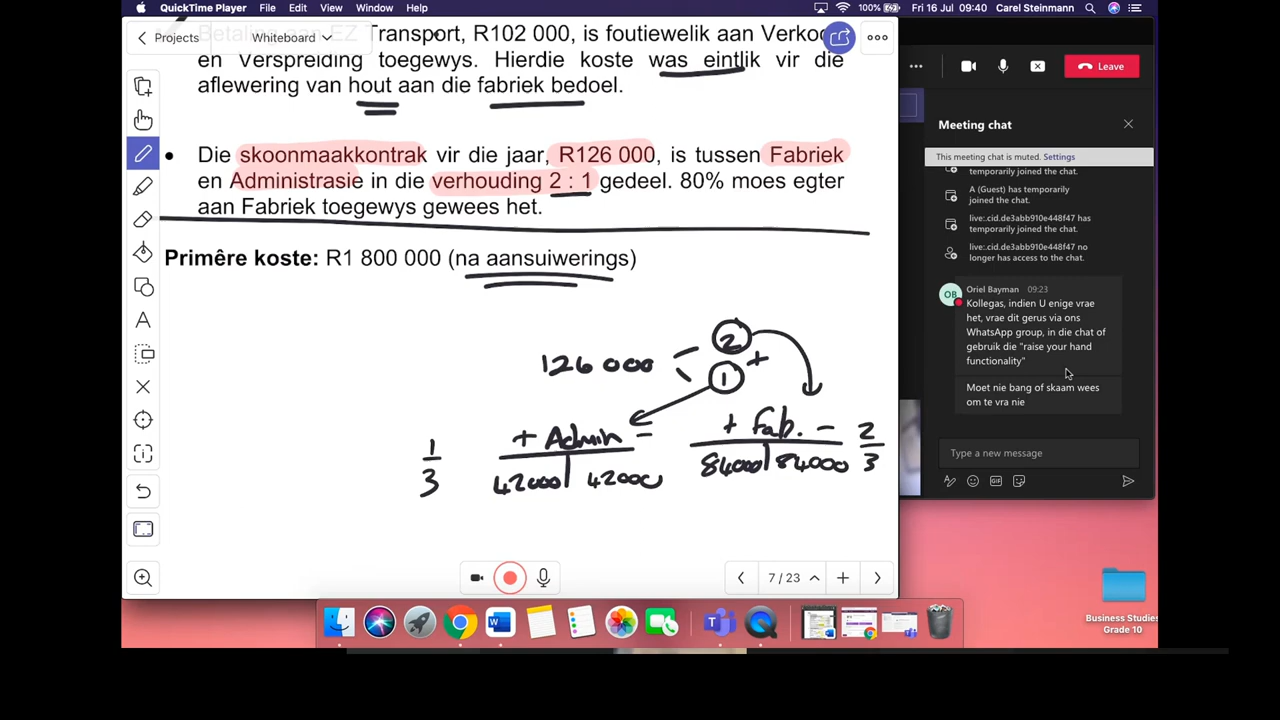 QuickTime Player File Edit View Window Help
100% Fri 16 Jul 09:40 Carel Steinmann
Projects
Whiteboard
Betaling aan EZ Transport, R102 000, is foutiewelik aan Verkoop
en Verspreiding toegewys. Hierdie koste was eintlik vir die
aflewering van hout aan die fabriek bedoel.
• Die skoonmaakkontrak vir die jaar, R126 000, is tussen Fabriek
en Administrasie in die verhouding 2 : 1 gedeel. 80% moes egter
aan Fabriek toegewys gewees het.
Primêre koste: R1 800 000 (na aansuiwerings)
2
126 000
1 +
+ Admin -
+ Fab. -
1/3
42000 42000
84000 84000
2/3
7 / 23
Leave
Meeting chat
This meeting chat is muted. Settings
temporarily joined the chat.
A (Guest) has temporarily
joined the chat.
live:.cid.de3abb910e448f47 has
temporarily joined the chat.
live:.cid.de3abb910e448f47 no
longer has access to the chat.
OB
Oriel Bayman 09:23
Kollegas, indien U enige vrae
het, vrae dit gerus via ons
WhatsApp group, in die chat of
gebruik die "raise your hand
functionality"
Moet nie bang of skaam wees
om te vra nie
Type a new message
GIF
Business Studies
Grade 10